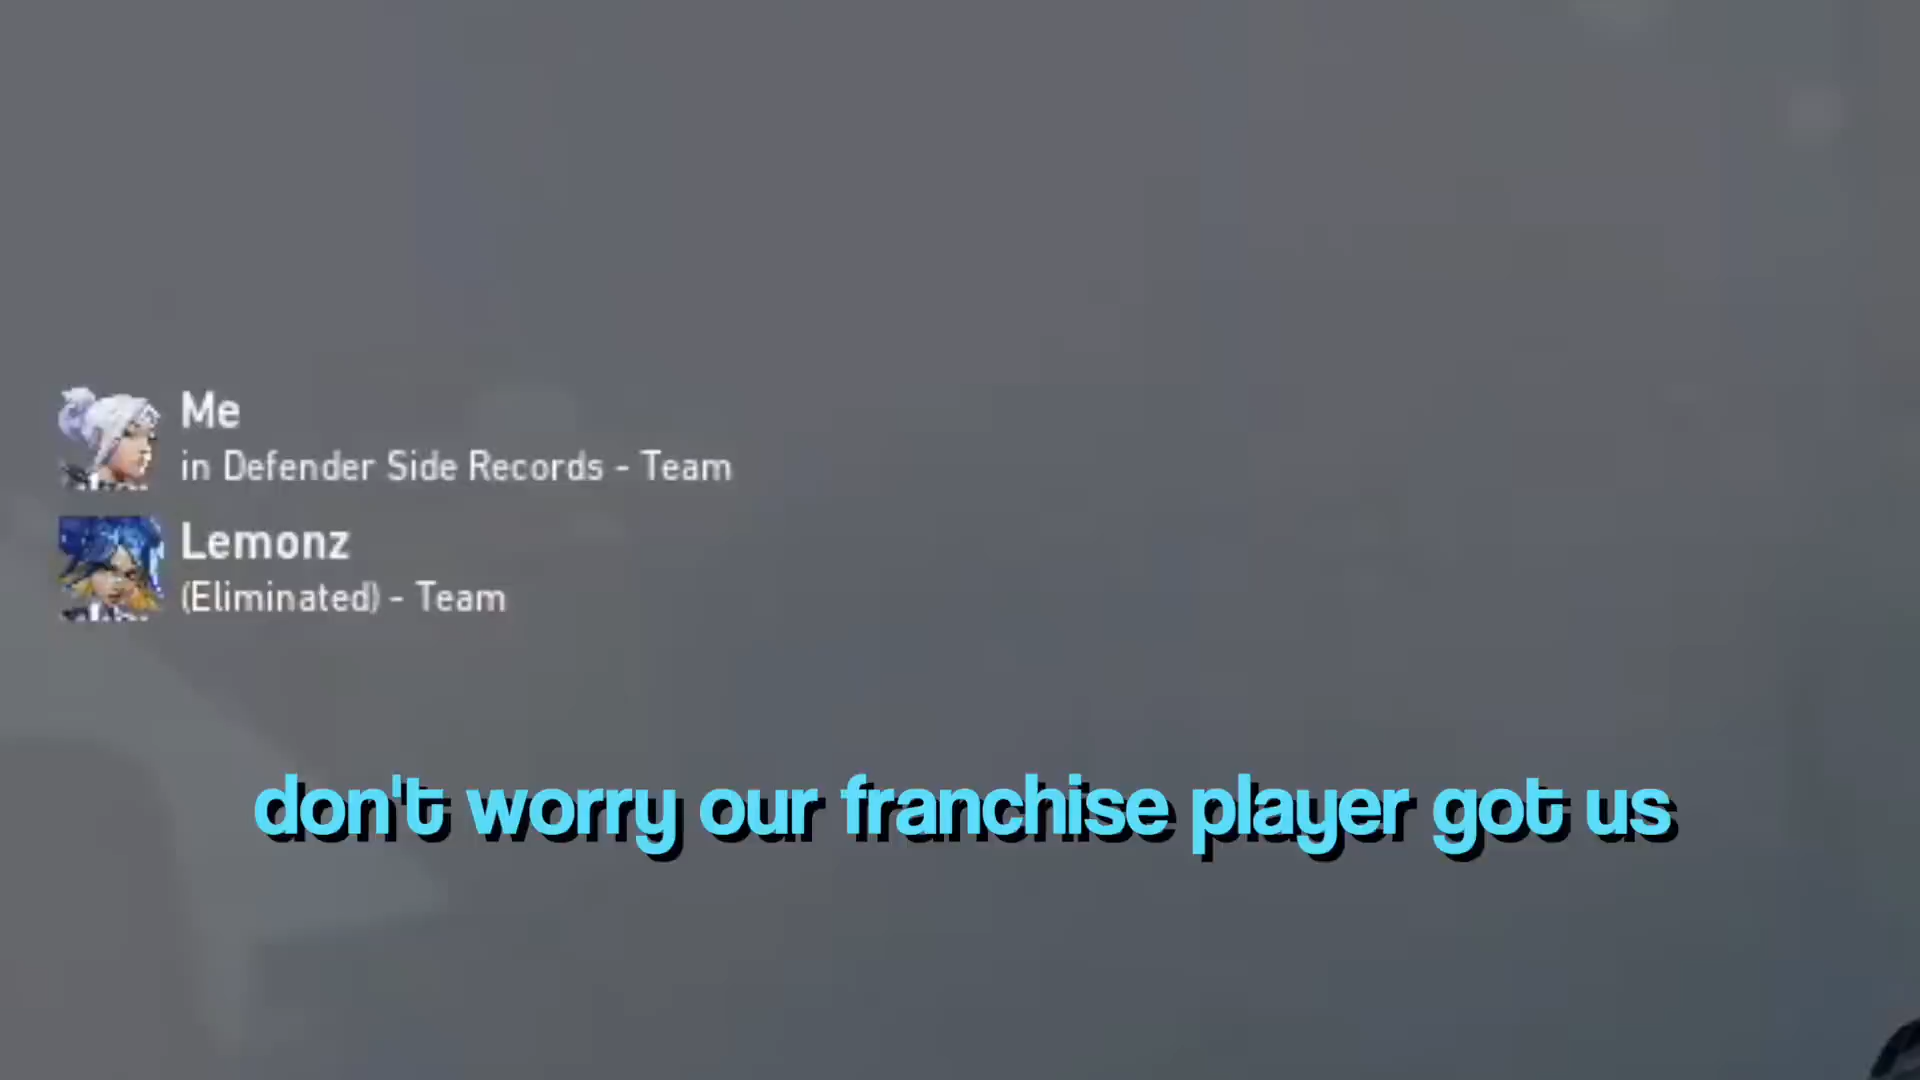 Me
in Defender Side Records - Team
Lemonz
(Eliminated) - Team
don't worry our franchise player got us